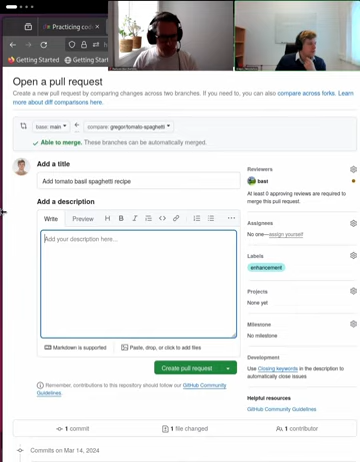 Practicing cod
Getting Started
Getting Started
Open a pull request
Create a new pull request by comparing changes across two branches. If you need to, you can also compare across forks. Learn
more about diff comparisons here.
base: main
compare: gregor/tomato-spaghetti
Able to merge. These branches can be automatically merged.
Add a title
Add tomato basil spaghetti recipe
Add a description
Write
Preview
H B I
Add your description here...
Markdown is supported
Paste, drop, or click to add files
Create pull request
Remember, contributions to this repository should follow our GitHub Community
Guidelines.
Reviewers
bast
At least 0 approving reviews are required to
merge this pull request.
Assignees
No one—assign yourself
Labels
enhancement
Projects
None yet
Milestone
No milestone
Development
Use Closing keywords in the description to
automatically close issues
Helpful resources
GitHub Community Guidelines
1 commit
1 file changed
1 contributor
Commits on Mar 14, 2024